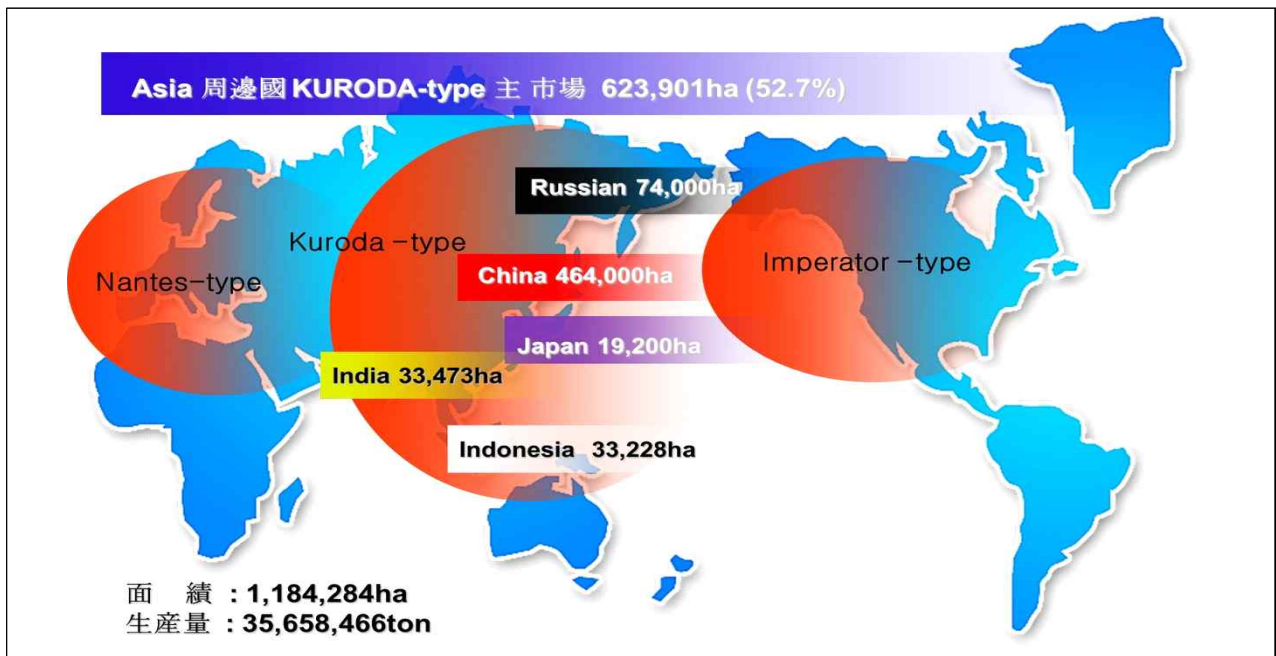 Asia 周邊國 KURODA-type 主 市場 623,901ha (52.7%)
Russian 74,000ha
Kuroda -type
Imperator -type
Nantes-type
China 464,000ha
Japan 19,200ha
India 33,473ha
Indonesia 33,228ha
面 績 : 1,184,284ha
生産量 : 35,658,466ton